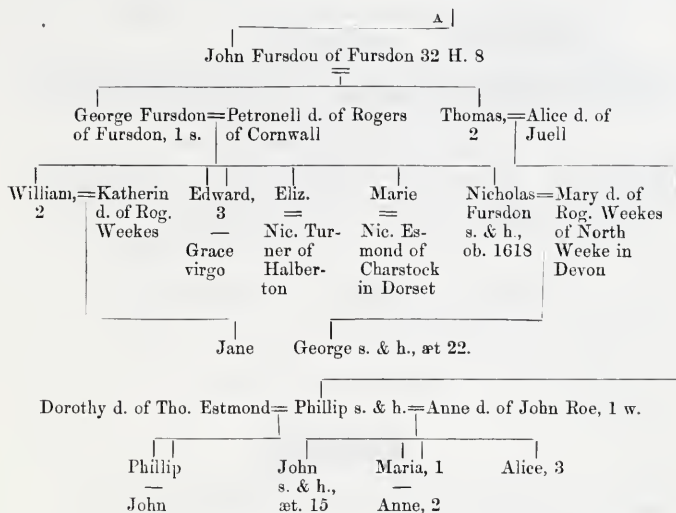 A
John Fursdou of Fursdon 32 H. 8
George Fursdon=Petronell d. of Rogers
of Fursdon, 1 s. of Cornwall
Thomas,=Alice d. of
2 Juell
William,=Katherin
2 d. of Rog.
Weekes
Edward,
3
—
Grace
virgo
Eliz.
=
Nic. Tur-
ner of
Halber-
ton
Marie
=
Nic. Es-
mond of
Charstock
in Dorset
Nicholas=Mary d. of
Fursdon Rog. Weekes
s. & h., of North
ob. 1618 Weeke in
Devon
Jane George s. & h., æt 22.
Dorothy d. of Tho. Estmond=Phillip s. & h.=Anne d. of John Roe, 1 w.
Phillip
—
John
John
s. & h.,
æt. 15
Maria, 1
—
Anne, 2
Alice, 3